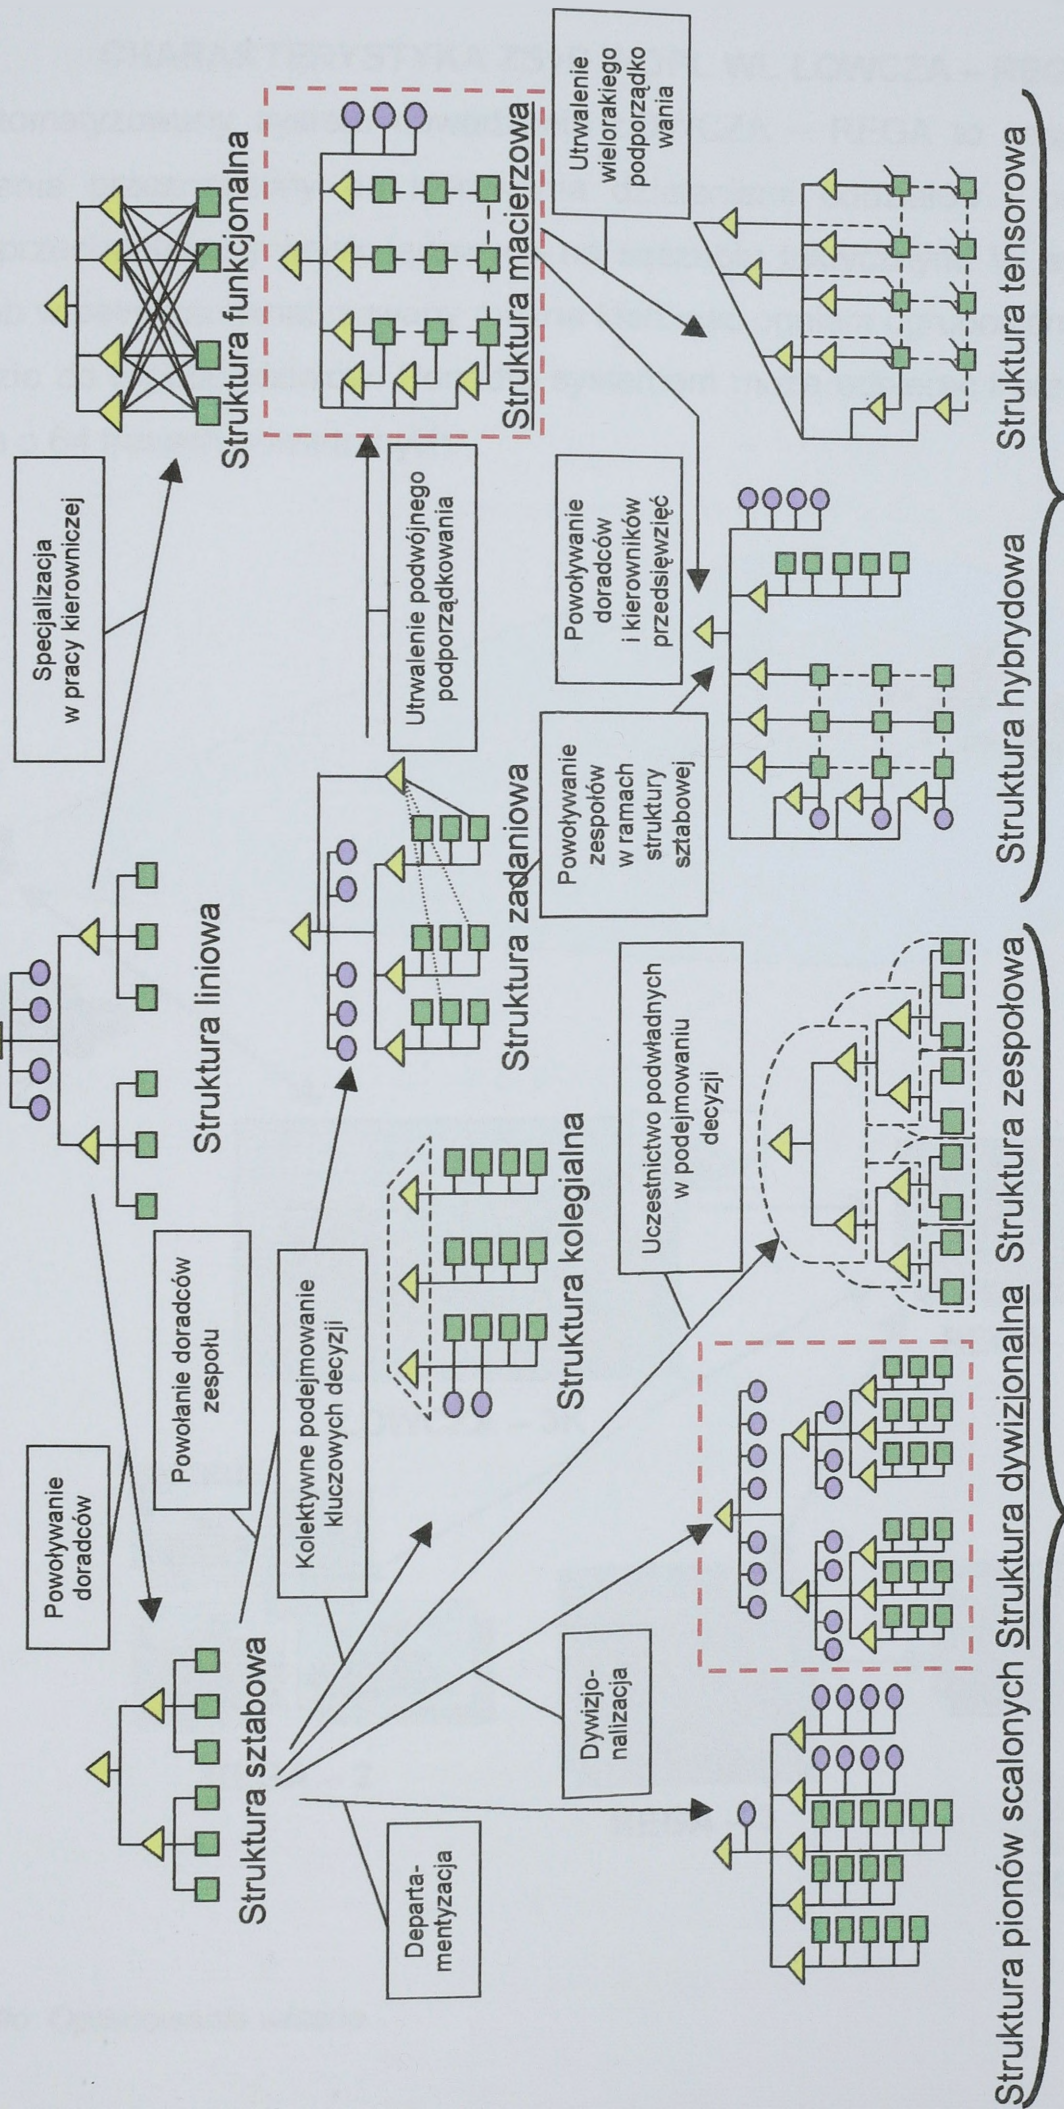 Struktura liniowa
Specjalizacja
w pracy kierowniczej
Powoływanie
doradców
Struktura sztabowa
Struktura funkcjonalna
Powołanie doradców
zespołu
Kolektywne podejmowanie
kluczowych decyzji
Utrwalenie podwójnego
podporządkowania
Struktura zadaniowa
Struktura macierzowa
Struktura kolegialna
Departa-
mentyzacja
Dywizjo-
nalizacja
Uczestnictwo podwładnych
w podejmowaniu
decyzji
Powoływanie
zespołów
w ramach
struktury
sztabowej
Powoływanie
doradców
i kierowników
przedsięwzięć
Utrwalenie
wielorakiego
podporządko
wania
Struktura pionów scalonych
Struktura dywizjonalna
Struktura zespołowa
Struktura hybrydowa
Struktura tensorowa